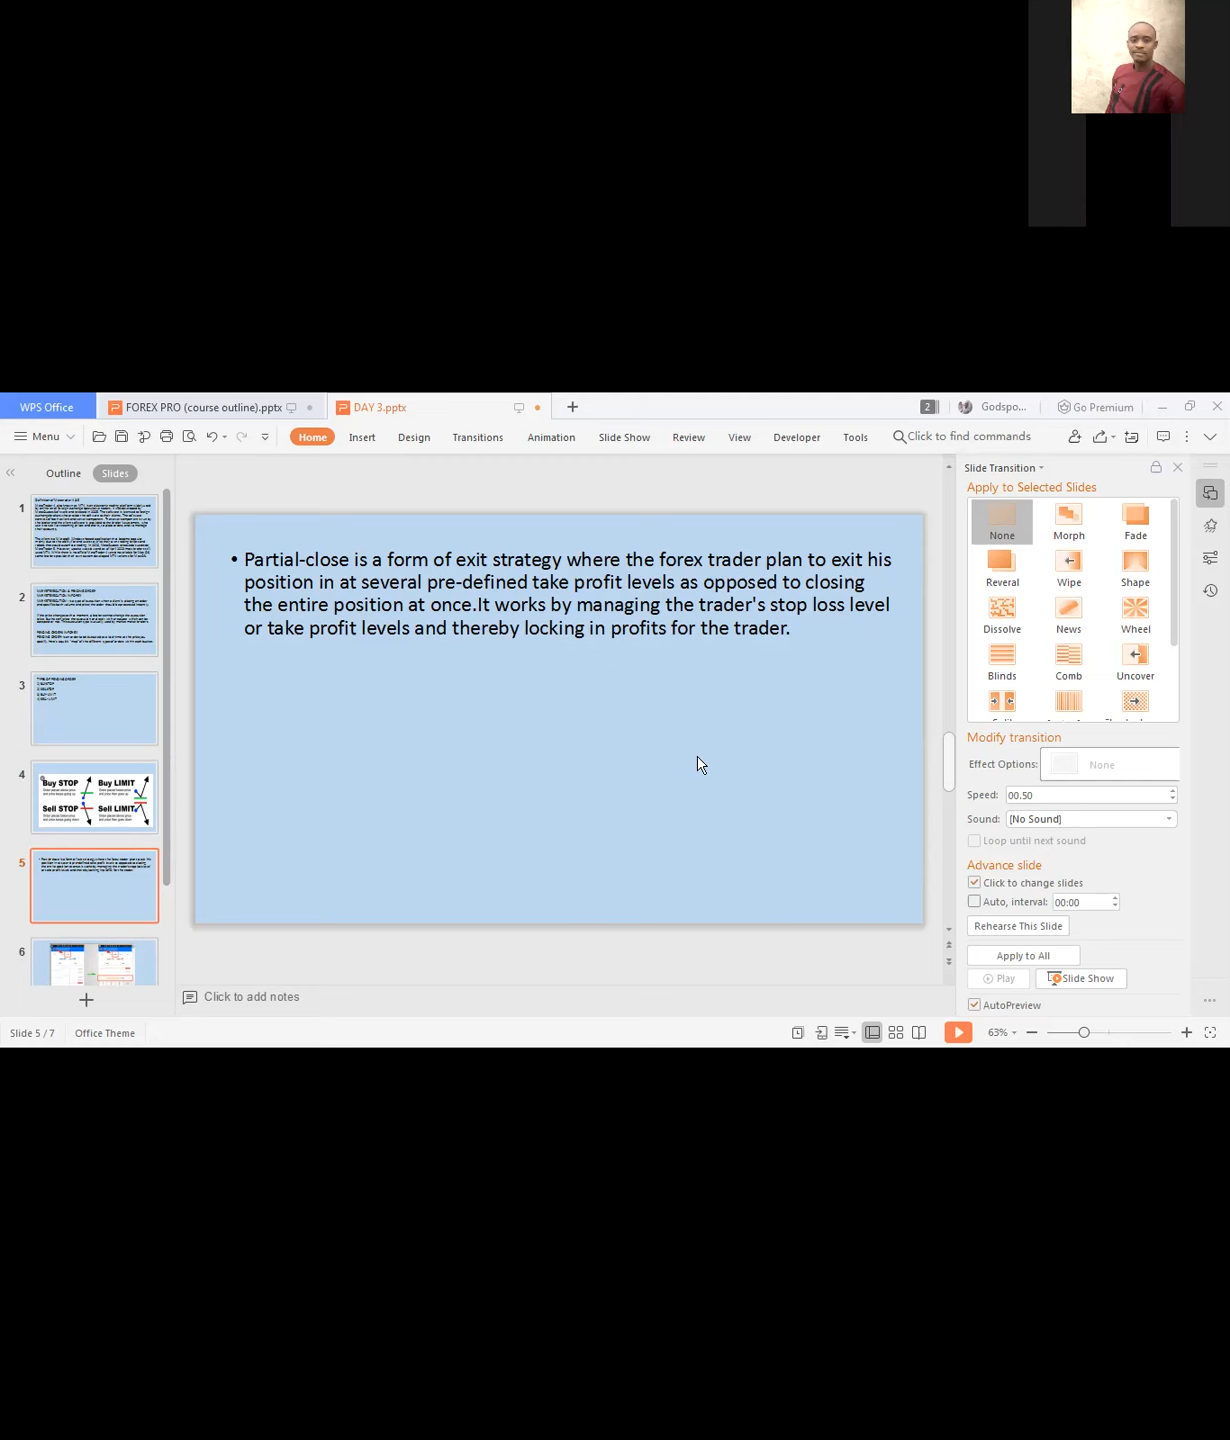 WPS Office
FOREX PRO (course outline).pptx
DAY 3.pptx
2
Godspo...
Go Premium
Menu
Home
Insert
Design
Transitions
Animation
Slide Show
Review
View
Developer
Tools
Click to find commands
Outline
Slides
1
2
3
4
Buy STOP
Buy LIMIT
Sell STOP
Sell LIMIT
5
6
• Partial-close is a form of exit strategy where the forex trader plan to exit his
position in at several pre-defined take profit levels as opposed to closing
the entire position at once.It works by managing the trader's stop loss level
or take profit levels and thereby locking in profits for the trader.
Slide Transition
Apply to Selected Slides
None
Morph
Fade
Reveral
Wipe
Shape
Dissolve
News
Wheel
Blinds
Comb
Uncover
Modify transition
Effect Options:
None
Speed:
00.50
Sound:
[No Sound]
Loop until next sound
Advance slide
Click to change slides
Auto, interval:
00:00
Rehearse This Slide
Apply to All
Play
Slide Show
AutoPreview
Click to add notes
Slide 5 / 7
Office Theme
63%